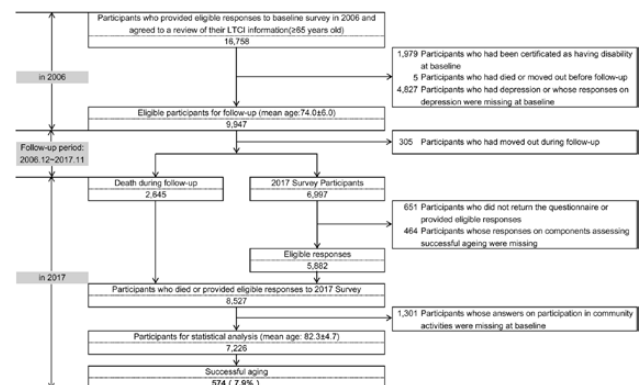 Participants who provided eligible responses to baseline survey in 2006 and
agreed to a review of their LTCI information(≥65 years old)
16,758
1,979 Participants who had been certificated as having disability
at baseline
5 Participants who had died or moved out before follow-up
4,827 Participants who had depression or whose responses on
depression were missing at baseline
in 2006
Eligible participants for follow-up (mean age:74.0±6.0)
9,947
305 Participants who had moved out during follow-up
Follow-up period:
2006.12~2017.11
Death during follow-up
2,645
2017 Survey Participants
6,997
651 Participants who did not return the questionnaire or
provided eligible responses
464 Participants whose responses on components assessing
successful ageing were missing
Eligible responses
5,882
in 2017
Participants who died or provided eligible responses to 2017 Survey
8,527
1,301 Participants whose answers on participation in community
activities were missing at baseline
Participants for statistical analysis (mean age: 82.3±4.7)
7,226
Successful aging
574 ( 7.9% )